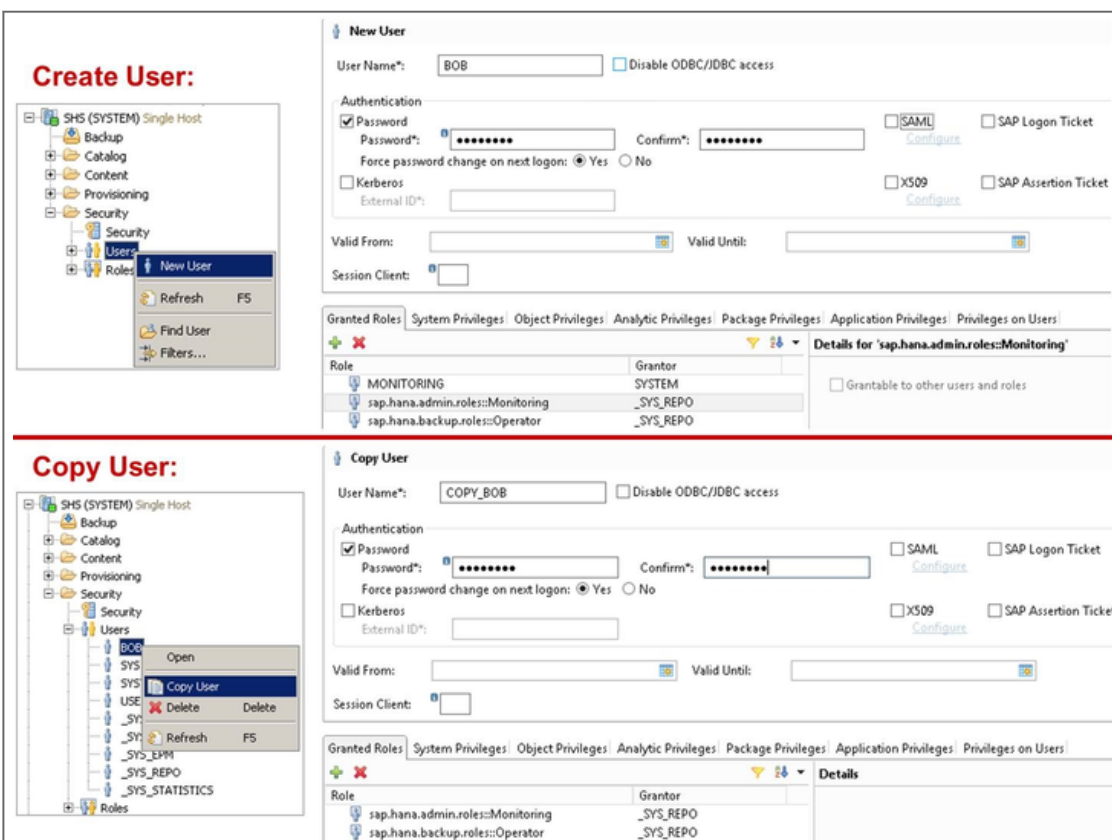 Create User:
SHS (SYSTEM) Single Host
Backup
Catalog
Content
Provisioning
Security
Security
Users
Roles
New User
Refresh F5
Find User
Filters...
New User
User Name*: BOB Disable ODBC/JDBC access
Authentication
Password SAML SAP Logon Ticket
Password*: •••••••• Confirm*: •••••••• Configure
Force password change on next logon: Yes No
Kerberos X509 SAP Assertion Ticket
External ID*: Configure
Valid From: Valid Until:
Session Client:
Granted Roles System Privileges Object Privileges Analytic Privileges Package Privileges Application Privileges Privileges on Users
Details for 'sap.hana.admin.roles::Monitoring'
Role Grantor
MONITORING SYSTEM Grantable to other users and roles
sap.hana.admin.roles::Monitoring _SYS_REPO
sap.hana.backup.roles::Operator _SYS_REPO
Copy User:
SHS (SYSTEM) Single Host
Backup
Catalog
Content
Provisioning
Security
Security
Users
BOB
SYS
SYS
USE
_SY
_SY
_SYS_EPM
_SYS_REPO
_SYS_STATISTICS
Roles
Open
Copy User
Delete Delete
Refresh F5
Copy User
User Name*: COPY_BOB Disable ODBC/JDBC access
Authentication
Password SAML SAP Logon Ticket
Password*: •••••••• Confirm*: •••••••• Configure
Force password change on next logon: Yes No
Kerberos X509 SAP Assertion Ticket
External ID*: Configure
Valid From: Valid Until:
Session Client:
Granted Roles System Privileges Object Privileges Analytic Privileges Package Privileges Application Privileges Privileges on Users
Details
Role Grantor
sap.hana.admin.roles::Monitoring _SYS_REPO
sap.hana.backup.roles::Operator _SYS_REPO